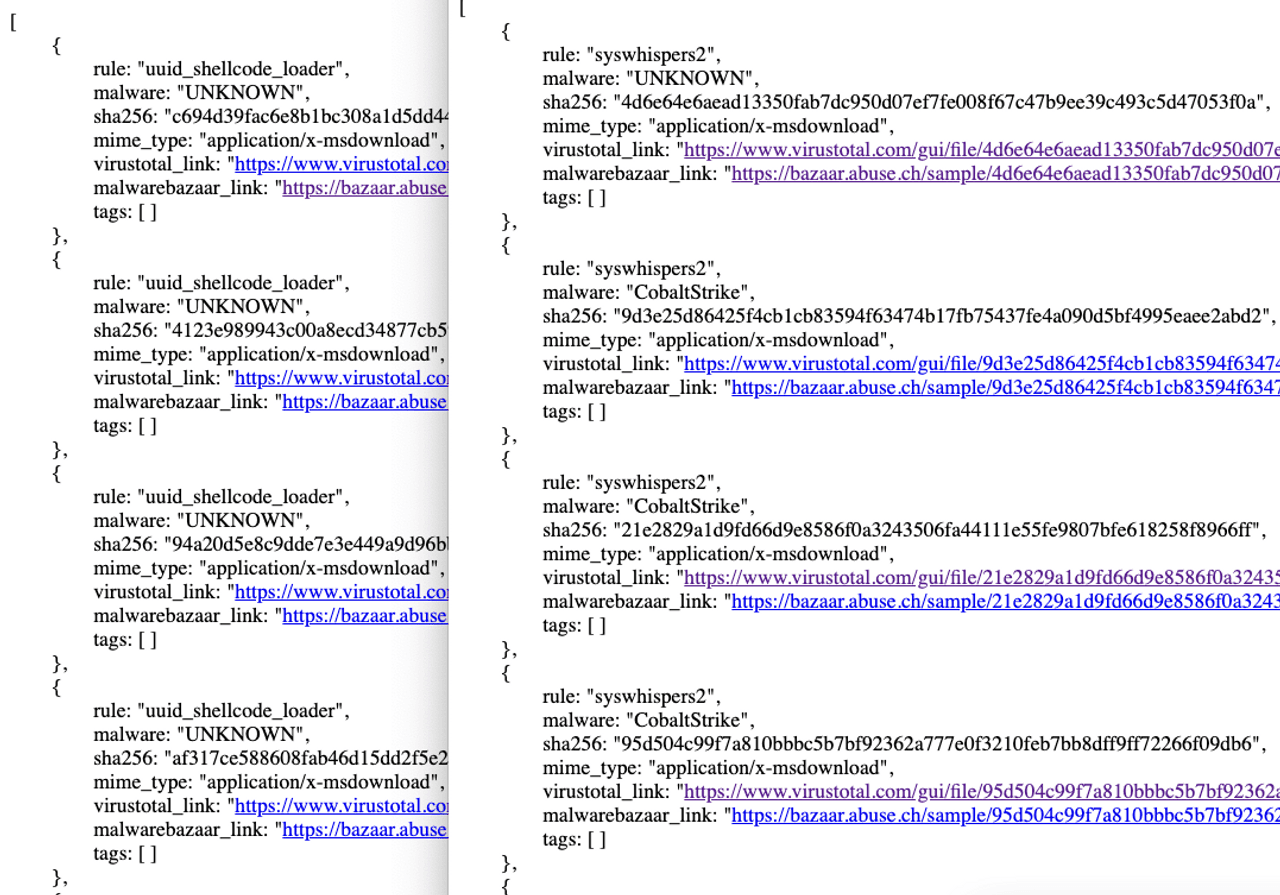 [
{
rule: "uuid_shellcode_loader",
malware: "UNKNOWN",
sha256: "c694d39fac6e8b1bc308a1d5dd44
mime_type: "application/x-msdownload",
virustotal_link: "https://www.virustotal.co
malwarebazaar_link: "https://bazaar.abuse
tags: [ ]
},
{
rule: "uuid_shellcode_loader",
malware: "UNKNOWN",
sha256: "4123e989943c00a8ecd34877cb5
mime_type: "application/x-msdownload",
virustotal_link: "https://www.virustotal.co
malwarebazaar_link: "https://bazaar.abuse
tags: [ ]
},
{
rule: "uuid_shellcode_loader",
malware: "UNKNOWN",
sha256: "94a20d5e8c9dde7e3e449a9d96b
mime_type: "application/x-msdownload",
virustotal_link: "https://www.virustotal.co
malwarebazaar_link: "https://bazaar.abuse
tags: [ ]
},
{
rule: "uuid_shellcode_loader",
malware: "UNKNOWN",
sha256: "af317ce588608fab46d15dd2f5e2
mime_type: "application/x-msdownload",
virustotal_link: "https://www.virustotal.co
malwarebazaar_link: "https://bazaar.abuse
tags: [ ]
},
[
{
rule: "syswhispers2",
malware: "UNKNOWN",
sha256: "4d6e64e6aead13350fab7dc950d07ef7fe008f67c47b9ee39c493c5d47053f0a",
mime_type: "application/x-msdownload",
virustotal_link: "https://www.virustotal.com/gui/file/4d6e64e6aead13350fab7dc950d07e
malwarebazaar_link: "https://bazaar.abuse.ch/sample/4d6e64e6aead13350fab7dc950d07
tags: [ ]
},
{
rule: "syswhispers2",
malware: "CobaltStrike",
sha256: "9d3e25d86425f4cb1cb83594f63474b17fb75437fe4a090d5bf4995eaee2abd2",
mime_type: "application/x-msdownload",
virustotal_link: "https://www.virustotal.com/gui/file/9d3e25d86425f4cb1cb83594f63474
malwarebazaar_link: "https://bazaar.abuse.ch/sample/9d3e25d86425f4cb1cb83594f6347
tags: [ ]
},
{
rule: "syswhispers2",
malware: "CobaltStrike",
sha256: "21e2829a1d9fd66d9e8586f0a3243506fa44111e55fe9807bfe618258f8966ff",
mime_type: "application/x-msdownload",
virustotal_link: "https://www.virustotal.com/gui/file/21e2829a1d9fd66d9e8586f0a32435
malwarebazaar_link: "https://bazaar.abuse.ch/sample/21e2829a1d9fd66d9e8586f0a3243
tags: [ ]
},
{
rule: "syswhispers2",
malware: "CobaltStrike",
sha256: "95d504c99f7a810bbbc5b7bf92362a777e0f3210feb7bb8dff9ff72266f09db6",
mime_type: "application/x-msdownload",
virustotal_link: "https://www.virustotal.com/gui/file/95d504c99f7a810bbbc5b7bf92362a
malwarebazaar_link: "https://bazaar.abuse.ch/sample/95d504c99f7a810bbbc5b7bf92362
tags: [ ]
},
{